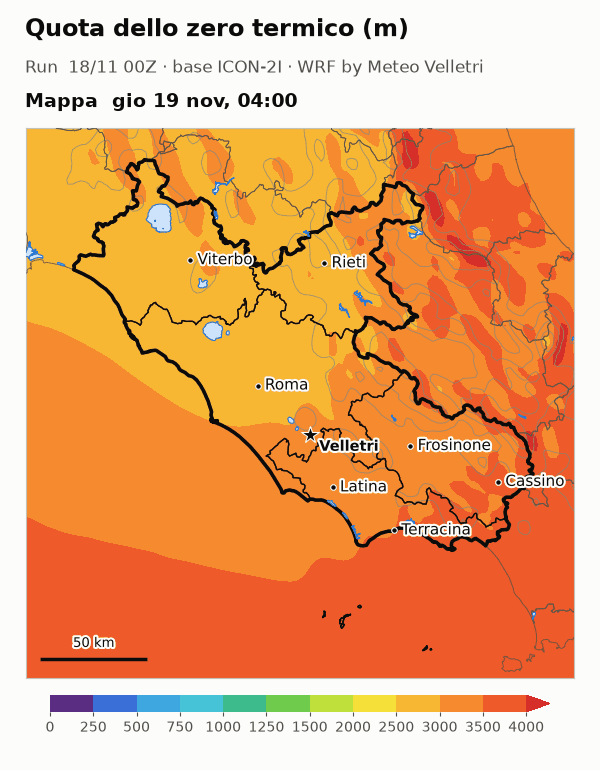 Quota dello zero termico (m)
Run  18/11 00Z · base ICON-2I · WRF by Meteo Velletri
Mappa  gio 19 nov, 04:00
Viterbo
Rieti
Roma
Velletri
Frosinone
Latina
Cassino
Terracina
50 km
0 250 500 750 1000 1250 1500 2000 2500 3000 3500 4000